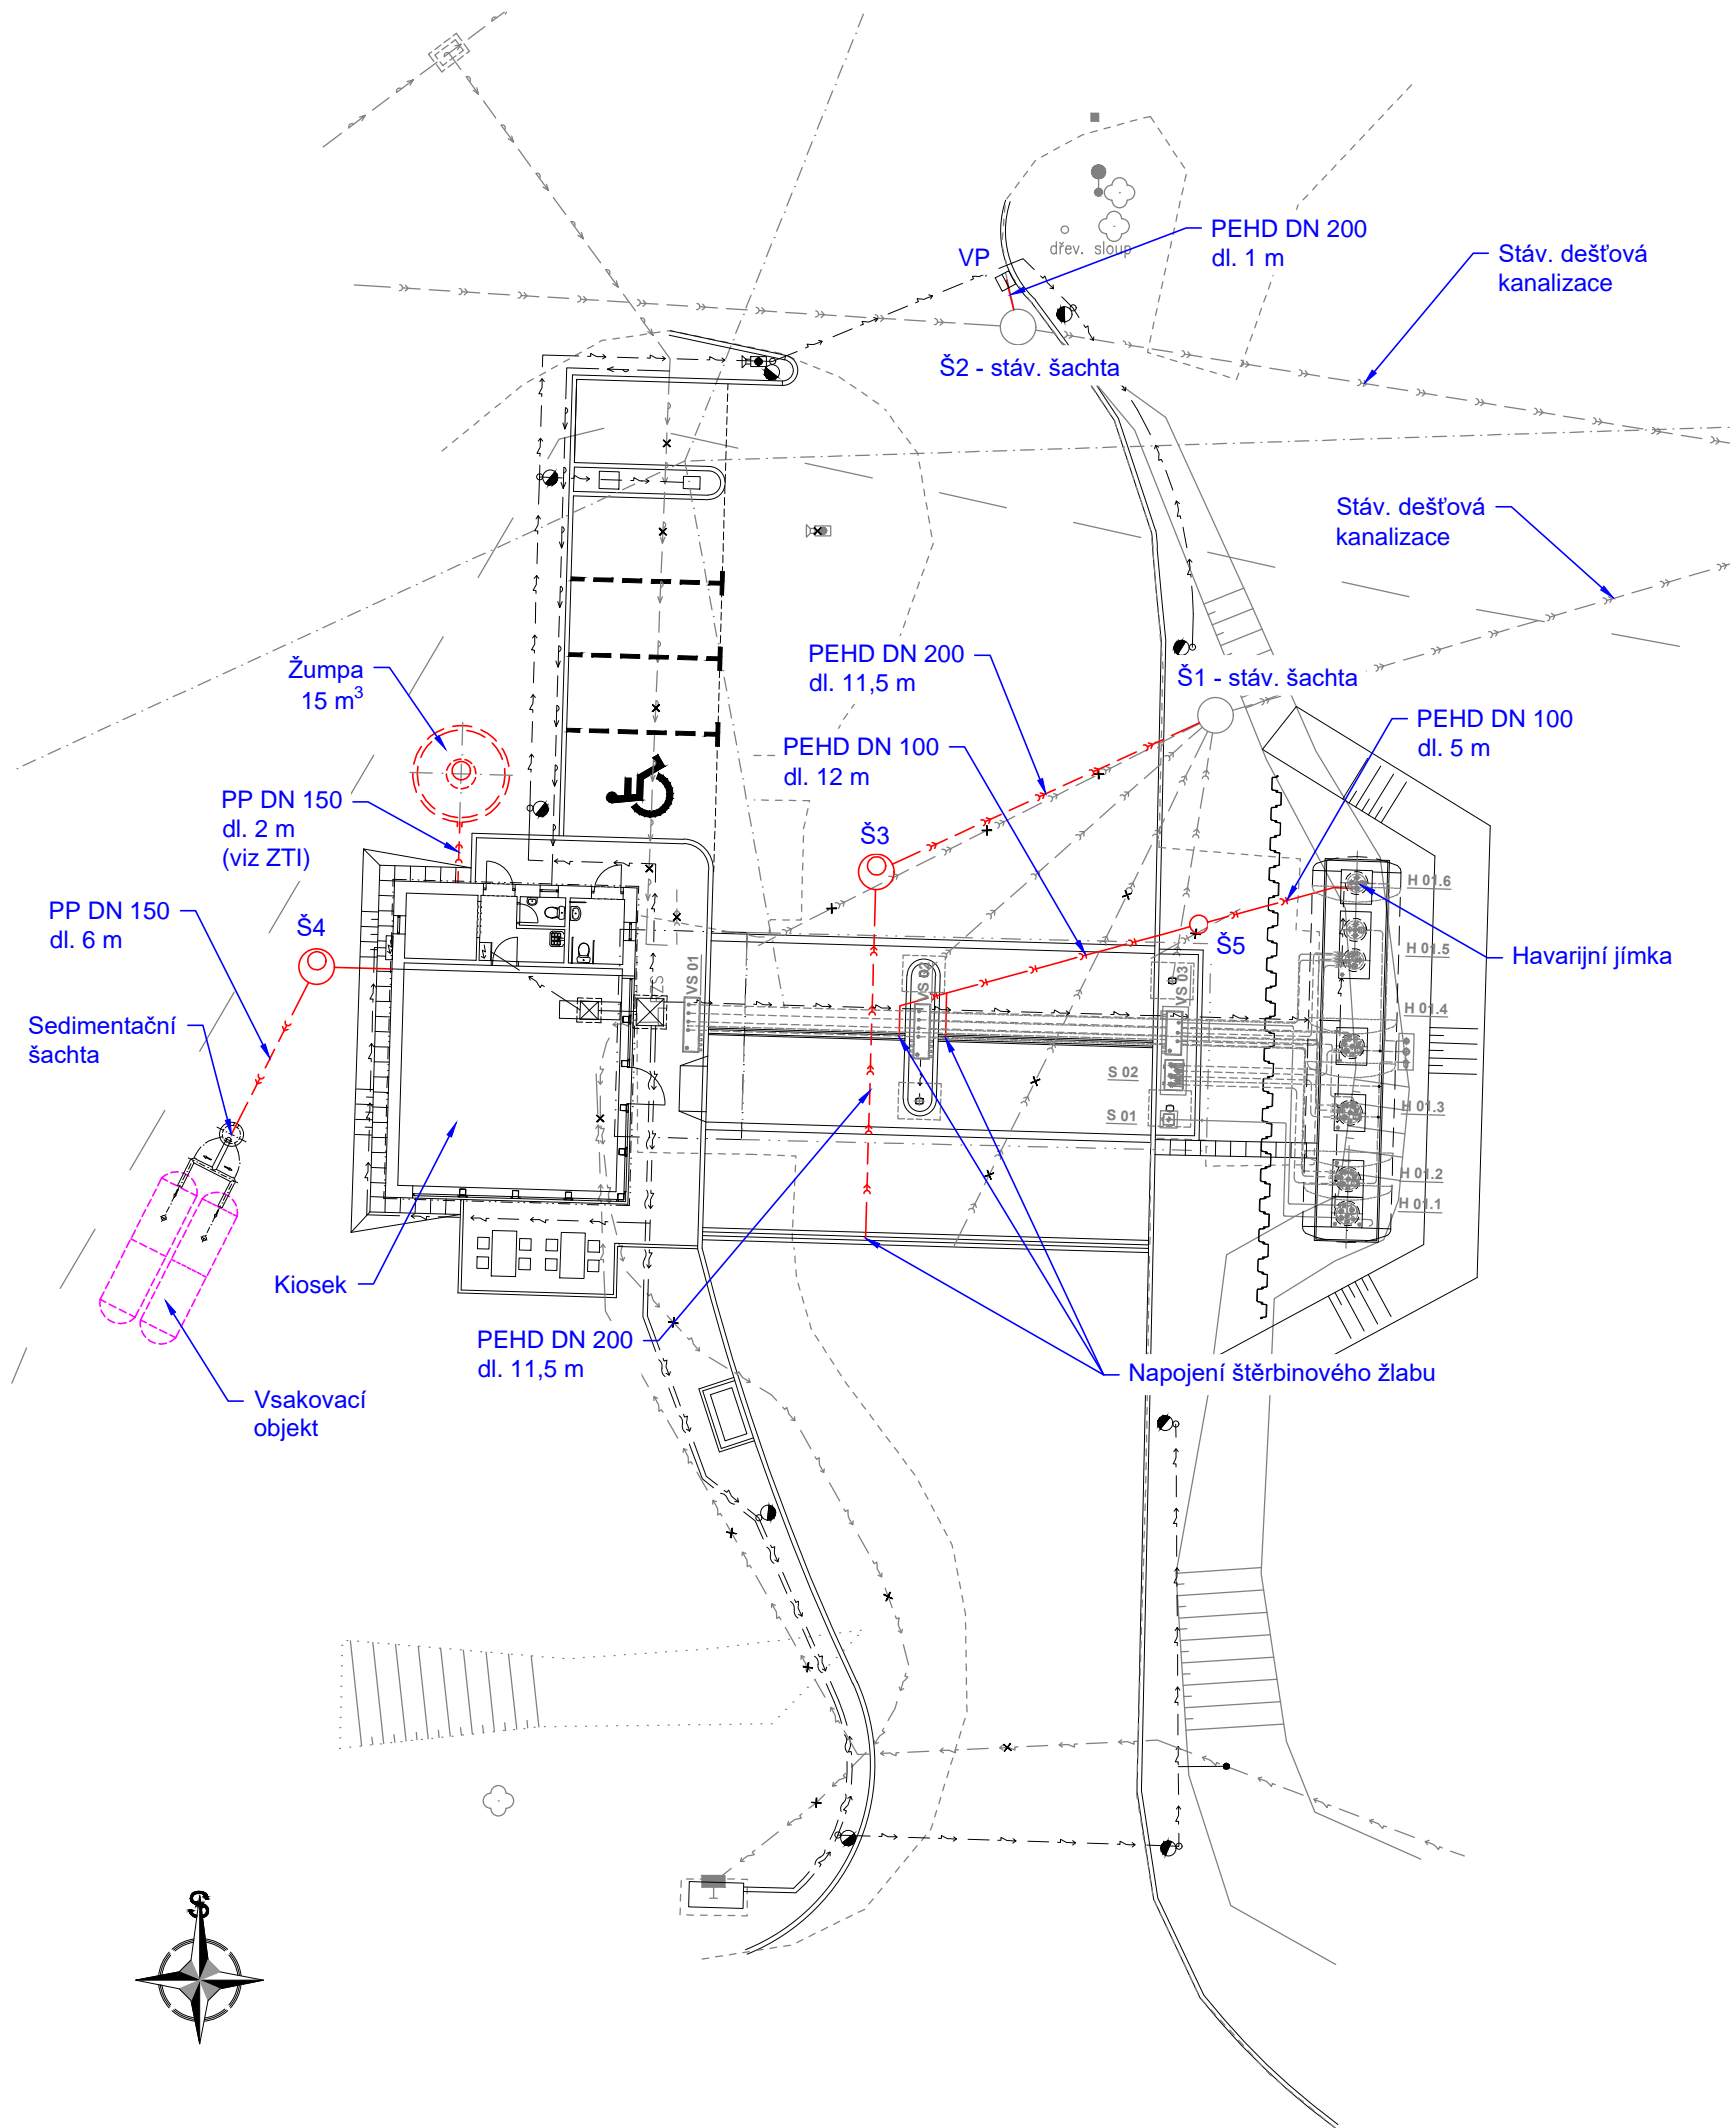 PEHD DN 200
dl. 1 m
VP
dřev. sloup
Stáv. dešťová
kanalizace
Š2 - stáv. šachta
Stáv. dešťová
kanalizace
PEHD DN 200
dl. 11,5 m
Š1 - stáv. šachta
Žumpa
15 m³
PEHD DN 100
dl. 5 m
PEHD DN 100
dl. 12 m
PP DN 150
dl. 2 m
(viz ZTI)
Š3
H 01.6
PP DN 150
dl. 6 m
Š4
Š5
H 01.5
Havarijní jímka
VS 01
VS 02
VS 03
SZ
H 01.4
Sedimentační
šachta
S 02
S 01
H 01.3
H 01.2
H 01.1
Kiosek
PEHD DN 200
dl. 11,5 m
Napojení štěrbinového žlabu
Vsakovací
objekt
S